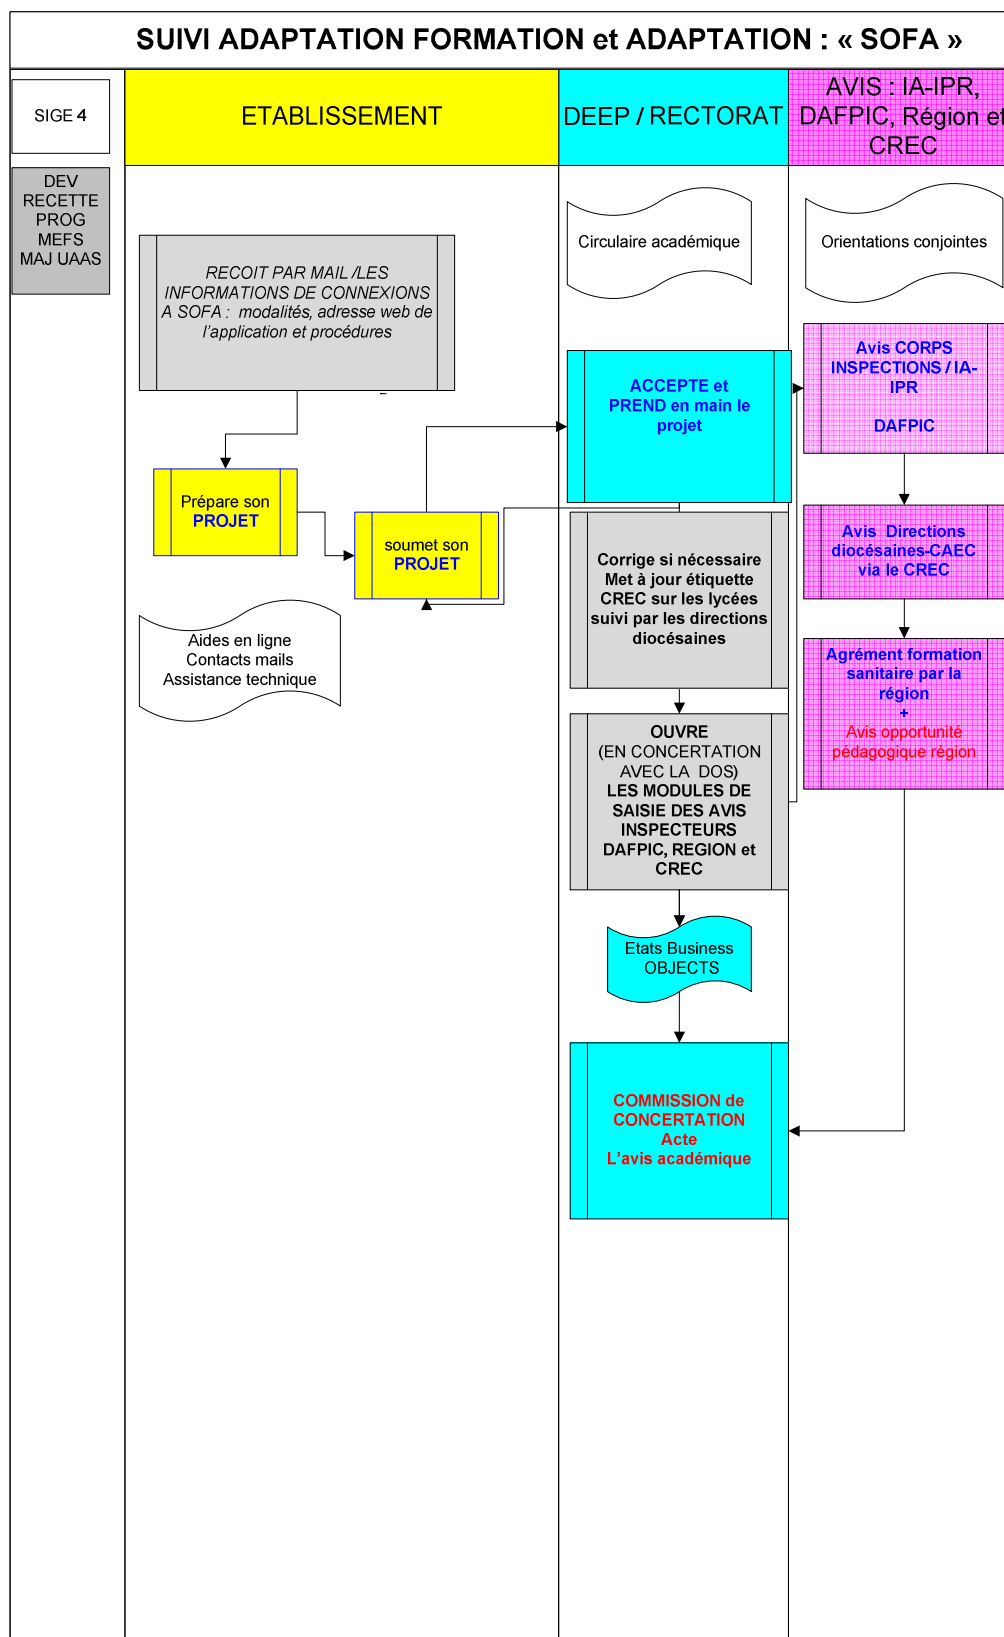 SUIVI ADAPTATION FORMATION et ADAPTATION : « SOFA »
SIGE 4
ETABLISSEMENT
DEEP / RECTORAT
AVIS : IA-IPR,
DAFPIC, Région et
CREC
DEV
RECETTE
PROG
MEFS
MAJ UAAS
RECOIT PAR MAIL /LES
INFORMATIONS DE CONNEXIONS
A SOFA : modalités, adresse web de
l'application et procédures
Circulaire académique
Orientations conjointes
Avis CORPS
INSPECTIONS / IA-
IPR
DAFPIC
ACCEPTE et
PREND en main le
projet
Prépare son
PROJET
soumet son
PROJET
Avis Directions
diocésaines-CAEC
via le CREC
Corrige si nécessaire
Met à jour étiquette
CREC sur les lycées
suivi par les directions
diocésaines
Aides en ligne
Contacts mails
Assistance technique
Agrément formation
sanitaire par la
région
+
Avis opportunité
pédagogique région
OUVRE
(EN CONCERTATION
AVEC LA DOS)
LES MODULES DE
SAISIE DES AVIS
INSPECTEURS
DAFPIC, REGION et
CREC
Etats Business
OBJECTS
COMMISSION de
CONCERTATION
Acte
L'avis académique